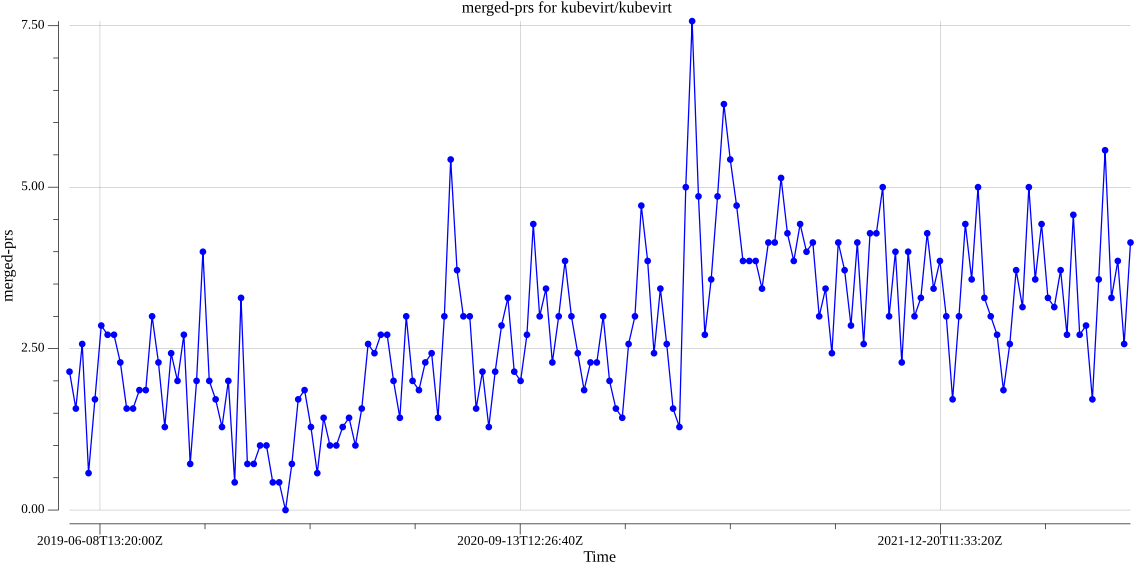 merged-prs for kubevirt/kubevirt
7.50
5.00
2.50
0.00
merged-prs
2019-06-08T13:20:00Z
2020-09-13T12:26:40Z
2021-12-20T11:33:20Z
Time